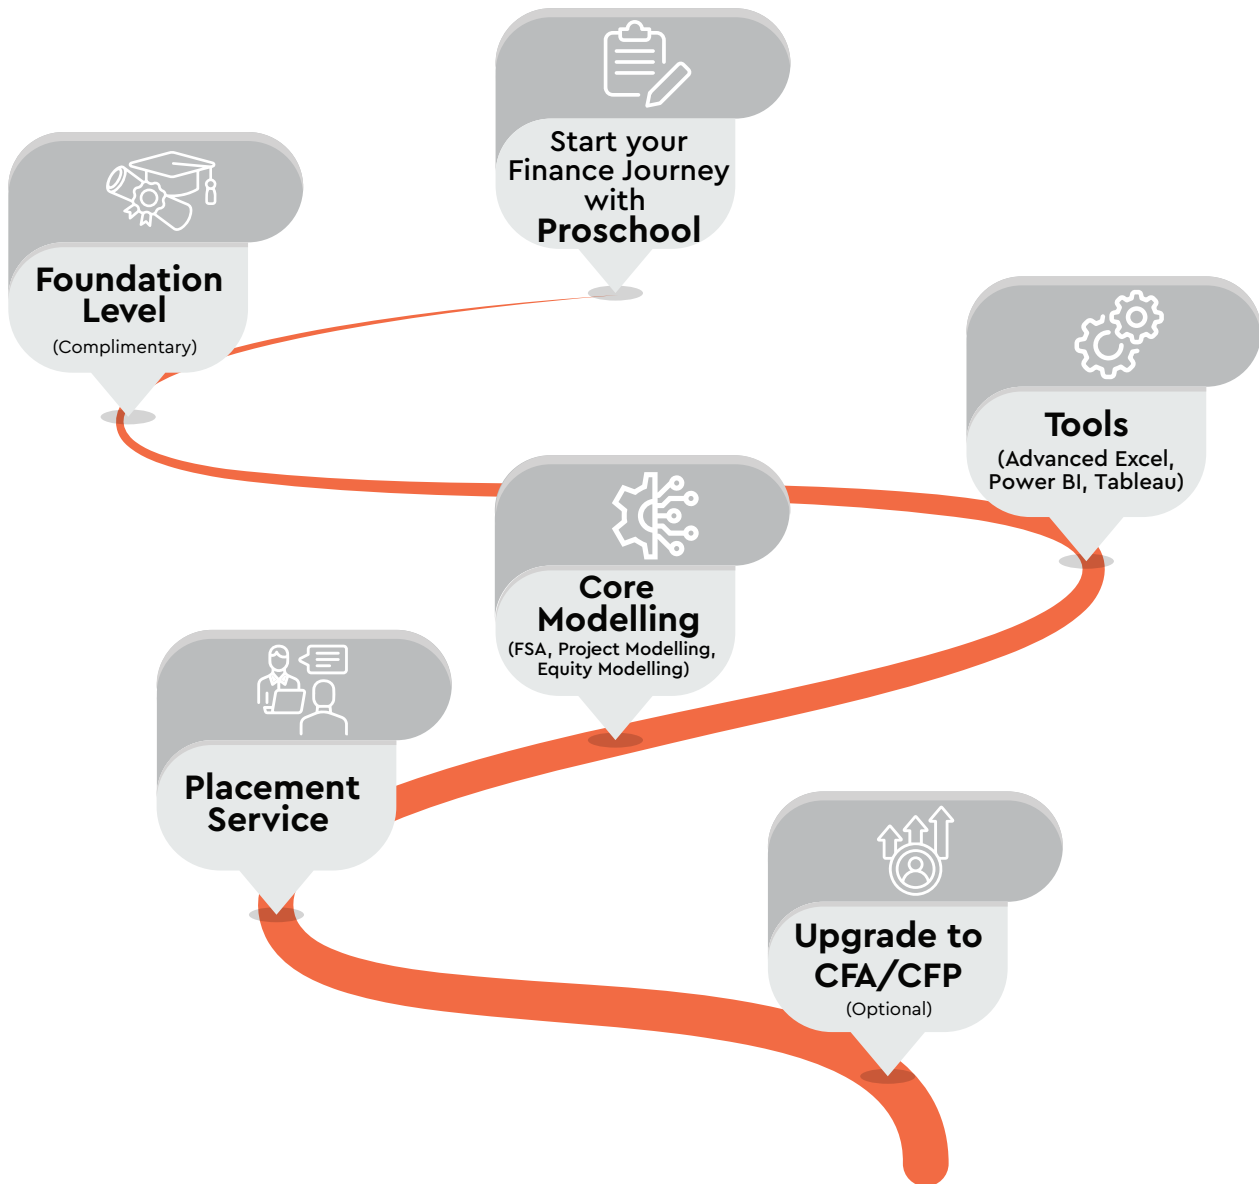 Start your
Finance Journey
with
Proschool
Foundation
Level
(Complimentary)
Tools
(Advanced Excel,
Power BI, Tableau)
Core
Modelling
(FSA, Project Modelling,
Equity Modelling)
Placement
Service
Upgrade to
CFA/CFP
(Optional)